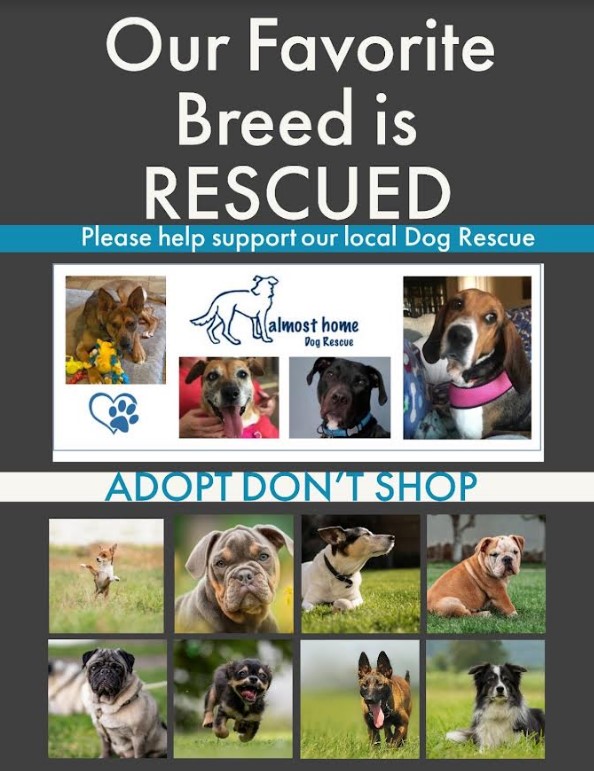 Our Favorite
Breed is
RESCUED
Please help support our local Dog Rescue
almost home
Dog Rescue
ADOPT DON'T SHOP